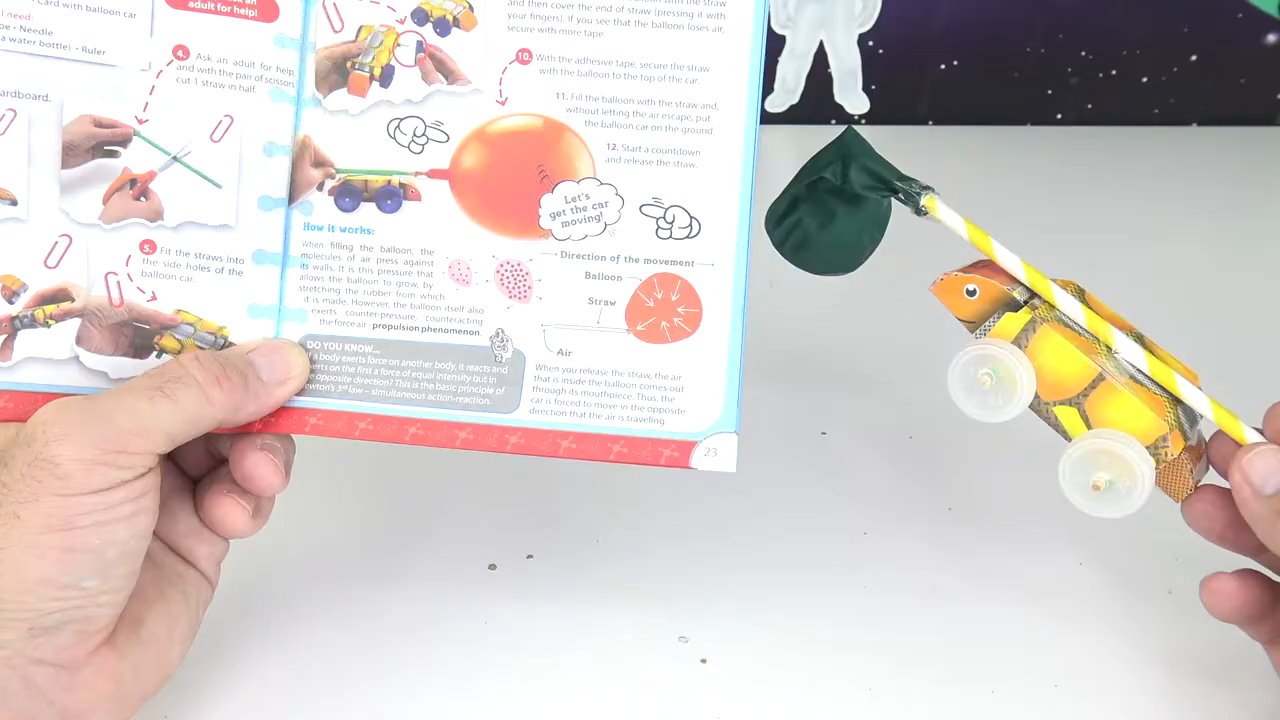 Card with balloon car
adult for help!
need:
• Needle
a water bottle) • Ruler
4. Ask an adult for help,
and with the pair of scissors
cut 1 straw in half.
5. Fit the straws into
the side holes of the
balloon car.
and then cover the end of straw (pressing it with
your fingers). If you see that the balloon loses air,
secure with more tape.
10. With the adhesive tape, secure the straw
with the balloon to the top of the car.
11. Fill the balloon with the straw and,
without letting the air escape, put
the balloon car on the ground.
12. Start a countdown
and release the straw.
Let's
get the car
moving!
How it works:
When filling the balloon, the
molecules of air press against
its walls. It is this pressure that
allows the balloon to grow, by
stretching the rubber from which
it is made. However, the balloon itself also
exerts counter-pressure, counteracting
the force air - propulsion phenomenon.
Direction of the movement
Balloon
Straw
Air
DO YOU KNOW...
If a body exerts force on another body, it reacts and
exerts on the first a force of equal intensity but in
opposite direction? This is the basic principle of
Newton's 3rd law – simultaneous action-reaction.
When you release the straw, the air
that is inside the balloon comes out
through its mouthpiece. Thus, the
car is forced to move in the opposite
direction that the air is traveling.
23